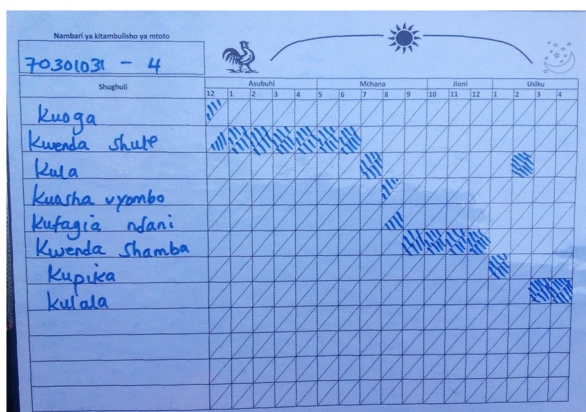 Nambari ya kitambulisho ya mtoto
70301031 - 4
Shughuli Asubuhi Mchana Jioni Usiku
12 1 2 3 4 5 6 7 8 9 10 11 12 1 2 3 4
Kuoga
Kwenda shule
Kula
Kuosha vyombo
Kufagia ndani
Kwenda shamba
Kupika
Kulala